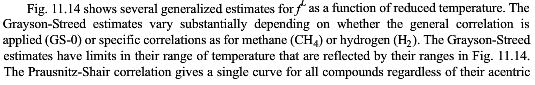 Fig. 11.14 shows several generalized estimates for f^L as a function of reduced temperature. The
Grayson-Streed estimates vary substantially depending on whether the general correlation is
applied (GS-0) or specific correlations as for methane (CH₄) or hydrogen (H₂). The Grayson-Streed
estimates have limits in their range of temperature that are reflected by their ranges in Fig. 11.14.
The Prausnitz-Shair correlation gives a single curve for all compounds regardless of their acentric